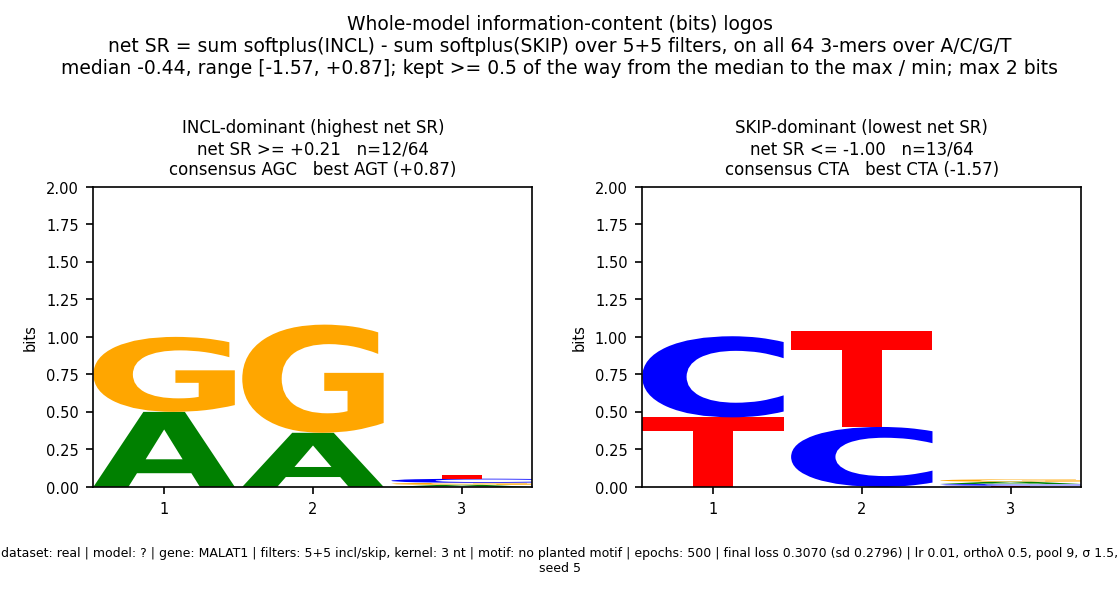 Whole-model information-content (bits) logos
net SR = sum softplus(INCL) - sum softplus(SKIP) over 5+5 filters, on all 64 3-mers over A/C/G/T
median -0.44, range [-1.57, +0.87]; kept >= 0.5 of the way from the median to the max / min; max 2 bits
INCL-dominant (highest net SR)
net SR >= +0.21   n=12/64
consensus AGC   best AGT (+0.87)
2.00
1.75
1.50
1.25
1.00
0.75
0.50
0.25
0.00
bits
G
A
G
A
1
2
3
SKIP-dominant (lowest net SR)
net SR <= -1.00   n=13/64
consensus CTA   best CTA (-1.57)
2.00
1.75
1.50
1.25
1.00
0.75
0.50
0.25
0.00
bits
C
T
T
C
1
2
3
dataset: real | model: ? | gene: MALAT1 | filters: 5+5 incl/skip, kernel: 3 nt | motif: no planted motif | epochs: 500 | final loss 0.3070 (sd 0.2796) | lr 0.01, orthoλ 0.5, pool 9, σ 1.5,
seed 5